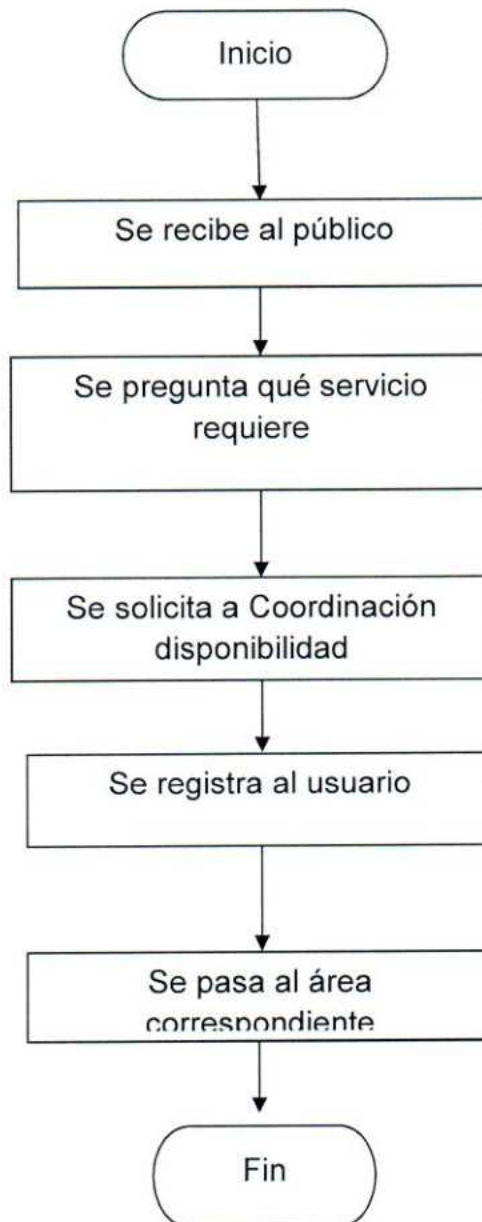 Inicio
Se recibe al público
Se pregunta qué servicio
requiere
Se solicita a Coordinación
disponibilidad
Se registra al usuario
Se pasa al área
correspondiente
Fin